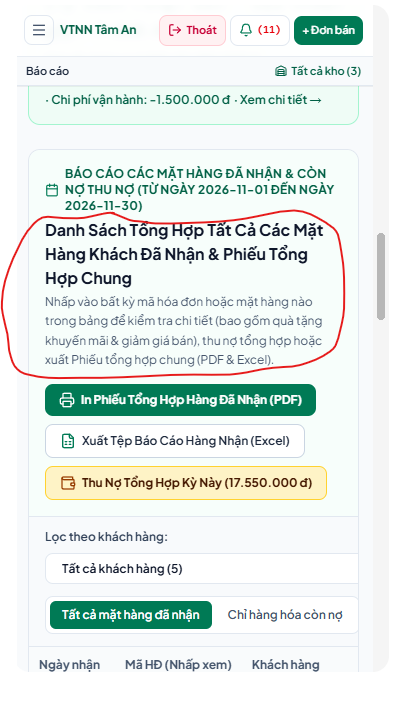 VTNN Tâm An
Thoát
(11)
+ Đơn bán
Báo cáo
Tất cả kho (3)
· Chi phí vận hành: -1.500.000 đ · Xem chi tiết →
BÁO CÁO CÁC MẶT HÀNG ĐÃ NHẬN & CÒN
NỢ THU NỢ (TỪ NGÀY 2026-11-01 ĐẾN NGÀY
2026-11-30)
Danh Sách Tổng Hợp Tất Cả Các Mặt
Hàng Khách Đã Nhận & Phiếu Tổng
Hợp Chung
Nhấp vào bất kỳ mã hóa đơn hoặc mặt hàng nào
trong bảng để kiểm tra chi tiết (bao gồm quà tặng
khuyến mãi & giảm giá bán), thu nợ tổng hợp hoặc
xuất Phiếu tổng hợp chung (PDF & Excel).
In Phiếu Tổng Hợp Hàng Đã Nhận (PDF)
Xuất Tệp Báo Cáo Hàng Nhận (Excel)
Thu Nợ Tổng Hợp Kỳ Này (17.550.000 đ)
Lọc theo khách hàng:
Tất cả khách hàng (5)
Tất cả mặt hàng đã nhận
Chỉ hàng hóa còn nợ
Ngày nhận
Mã HĐ (Nhấp xem)
Khách hàng